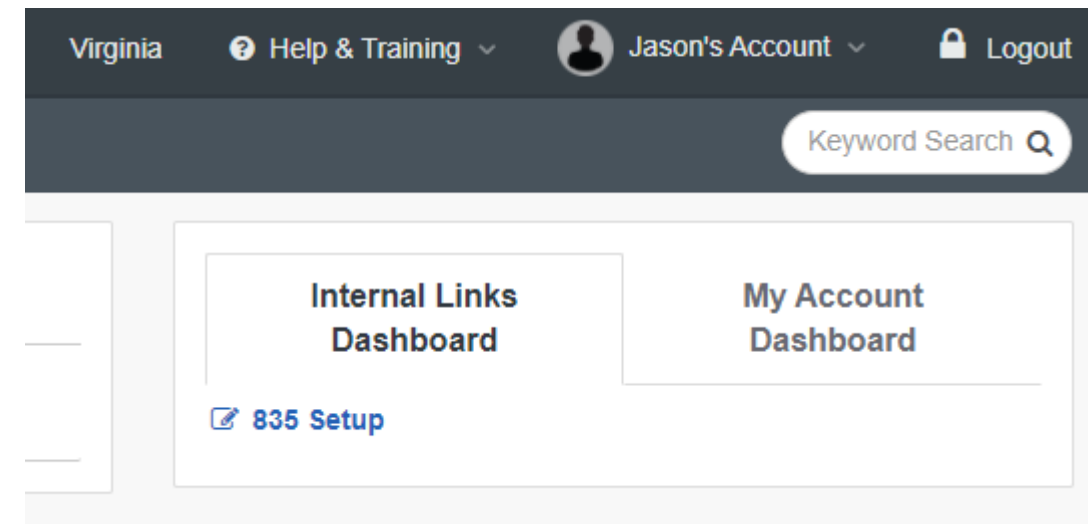 Virginia Help & Training Jason's Account Logout
Keyword Search
Internal Links
Dashboard
My Account
Dashboard
835 Setup